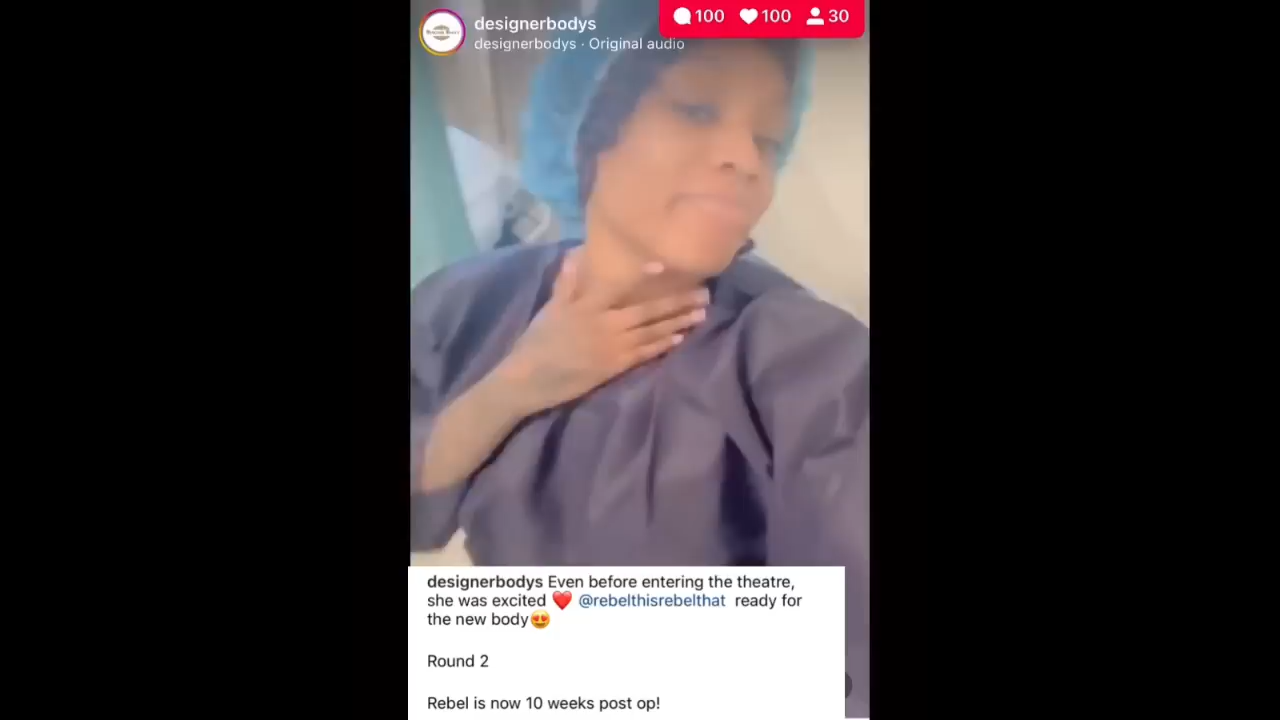 designerbodys
designerbodys · Original audio
100 100 30
designerbodys Even before entering the theatre,
she was excited ❤️ @rebelthisrebelthat ready for
the new body😍
Round 2
Rebel is now 10 weeks post op!